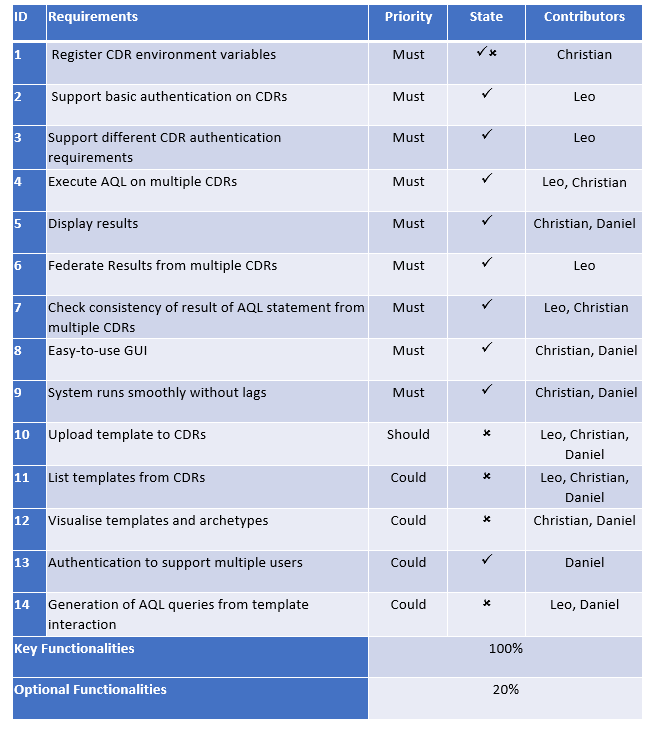 ID Requirements Priority State Contributors
1 Register CDR environment variables Must ✓✖ Christian
2 Support basic authentication on CDRs Must ✓ Leo
3 Support different CDR authentication requirements Must ✓ Leo
4 Execute AQL on multiple CDRs Must ✓ Leo, Christian
5 Display results Must ✓ Christian, Daniel
6 Federate Results from multiple CDRs Must ✓ Leo
7 Check consistency of result of AQL statement from multiple CDRs Must ✓ Leo, Christian
8 Easy-to-use GUI Must ✓ Christian, Daniel
9 System runs smoothly without lags Must ✓ Christian, Daniel
10 Upload template to CDRs Should ✖ Leo, Christian, Daniel
11 List templates from CDRs Could ✖ Leo, Christian, Daniel
12 Visualise templates and archetypes Could ✖ Christian, Daniel
13 Authentication to support multiple users Could ✓ Daniel
14 Generation of AQL queries from template interaction Could ✖ Leo, Daniel
Key Functionalities 100%
Optional Functionalities 20%